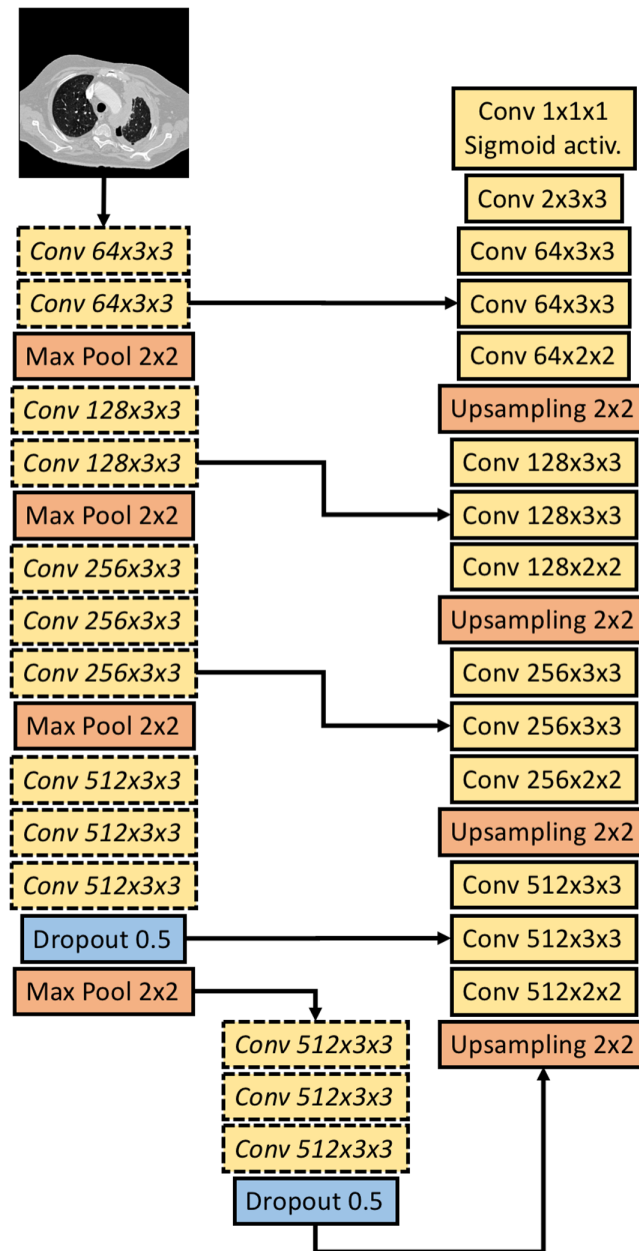 Conv 64x3x3
Conv 64x3x3
Max Pool 2x2
Conv 128x3x3
Conv 128x3x3
Max Pool 2x2
Conv 256x3x3
Conv 256x3x3
Conv 256x3x3
Max Pool 2x2
Conv 512x3x3
Conv 512x3x3
Conv 512x3x3
Dropout 0.5
Max Pool 2x2
Conv 512x3x3
Conv 512x3x3
Conv 512x3x3
Dropout 0.5
Conv 1x1x1
Sigmoid activ.
Conv 2x3x3
Conv 64x3x3
Conv 64x3x3
Conv 64x2x2
Upsampling 2x2
Conv 128x3x3
Conv 128x3x3
Conv 128x2x2
Upsampling 2x2
Conv 256x3x3
Conv 256x3x3
Conv 256x2x2
Upsampling 2x2
Conv 512x3x3
Conv 512x3x3
Conv 512x2x2
Upsampling 2x2